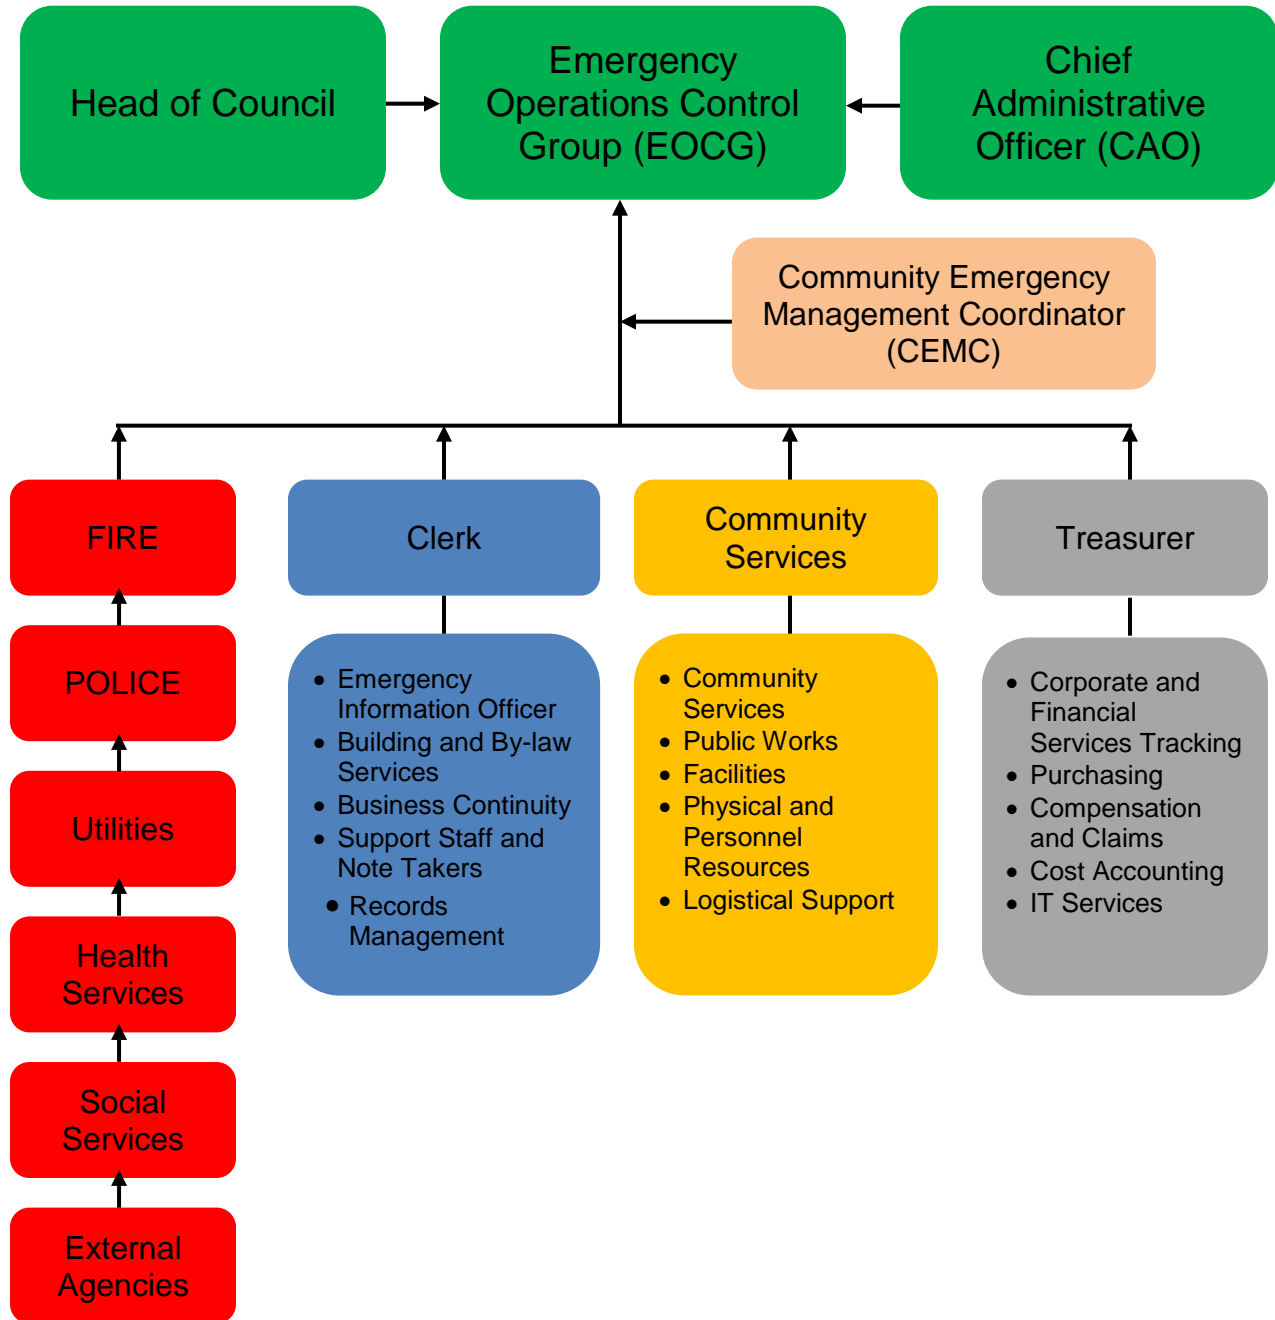 Head of Council
Emergency
Operations Control
Group (EOCG)
Chief
Administrative
Officer (CAO)
Community Emergency
Management Coordinator
(CEMC)
FIRE
POLICE
Utilities
Health
Services
Social
Services
External
Agencies
Clerk
• Emergency
Information Officer
• Building and By-law
Services
• Business Continuity
• Support Staff and
Note Takers
• Records
Management
Community
Services
• Community
Services
• Public Works
• Facilities
• Physical and
Personnel
Resources
• Logistical Support
Treasurer
• Corporate and
Financial
Services Tracking
• Purchasing
• Compensation
and Claims
• Cost Accounting
• IT Services